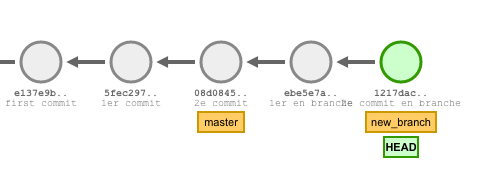 e137e9b..
first commit
5fec297..
1er commit
08d0845..
2e commit
master
ebe5e7a..
1er en branche
1217dac..
2e commit en branche
new_branch
HEAD